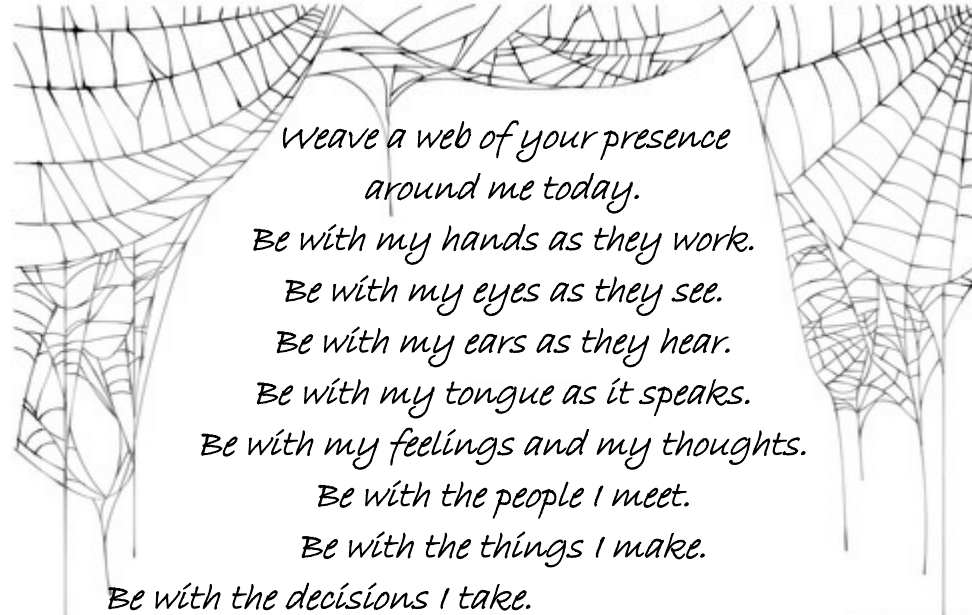 Weave a web of your presence
around me today.
Be with my hands as they work.
Be with my eyes as they see.
Be with my ears as they hear.
Be with my tongue as it speaks.
Be with my feelings and my thoughts.
Be with the people I meet.
Be with the things I make.
Be with the decisions I take.